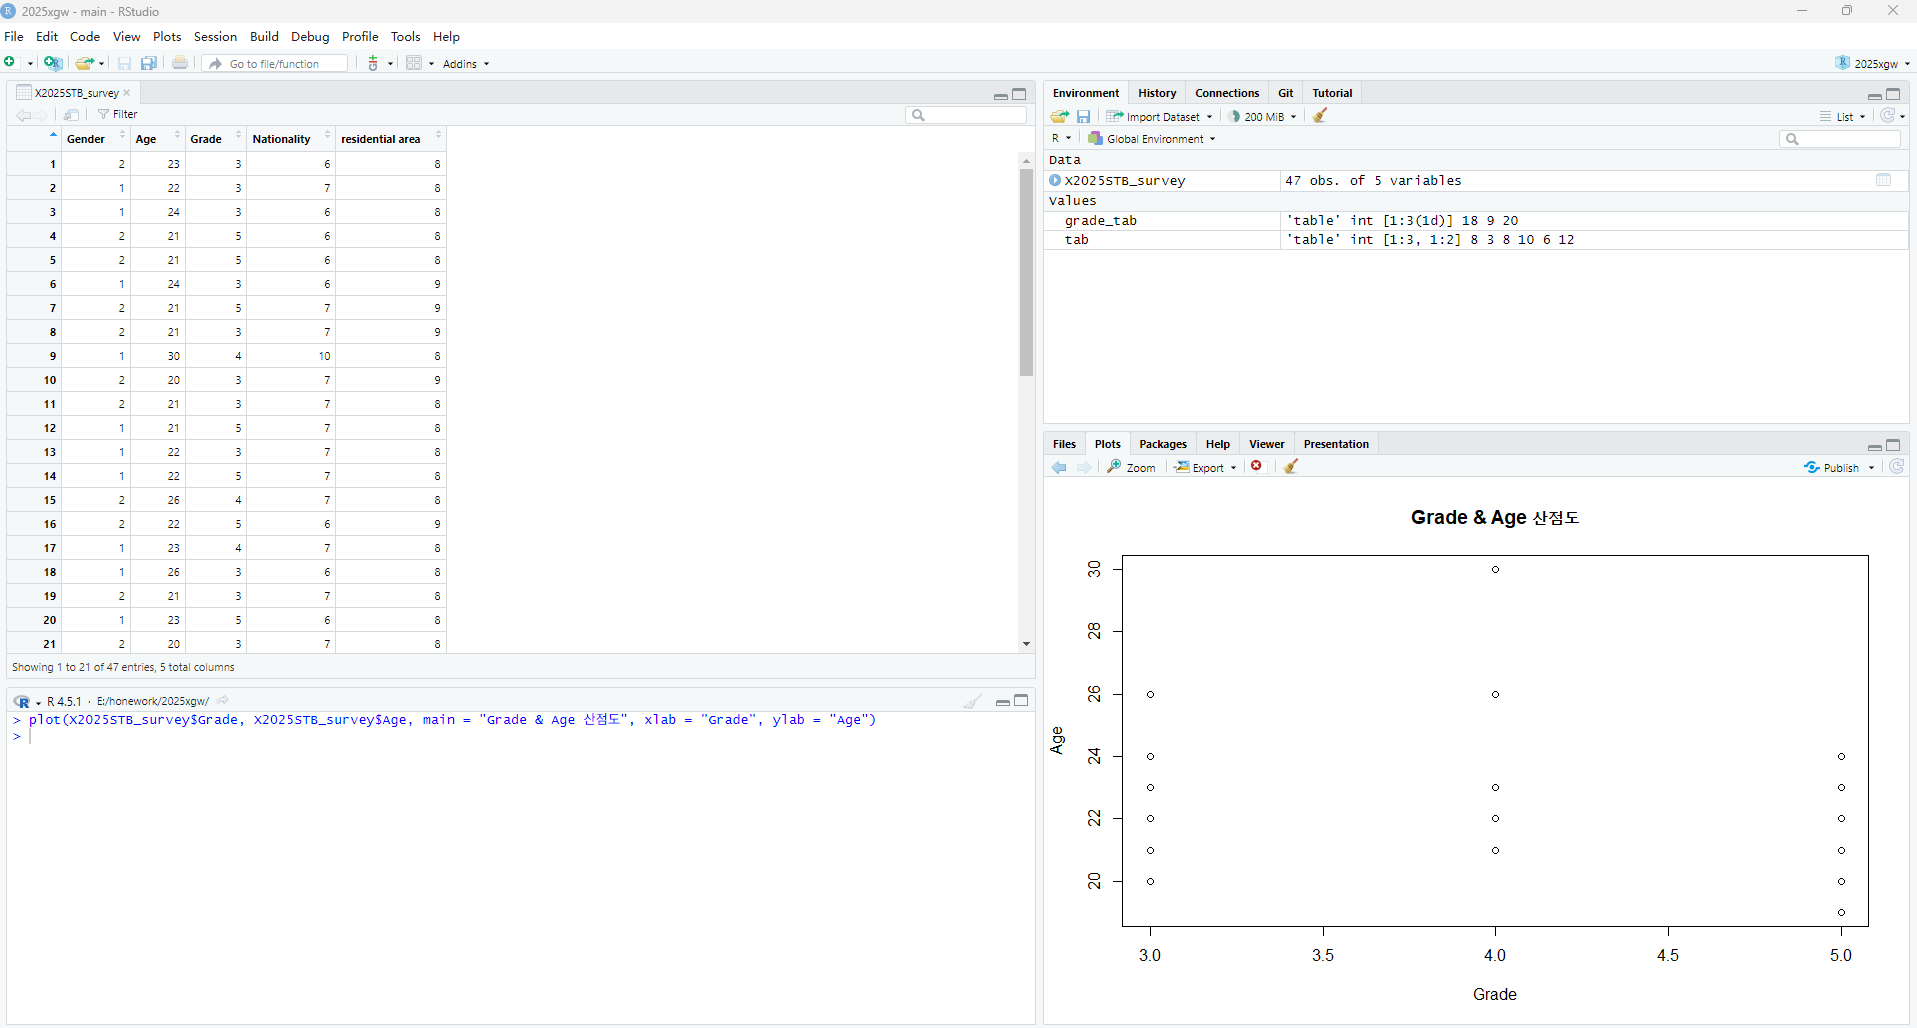 2025xgw - main - RStudio
File Edit Code View Plots Session Build Debug Profile Tools Help
Go to file/function Addins 2025xgw
X2025STB_survey
Filter
Gender Age Grade Nationality residential area
1 2 23 3 6 8
2 1 22 3 7 8
3 1 24 3 6 8
4 2 21 5 6 8
5 2 21 5 6 8
6 1 24 3 6 9
7 2 21 5 7 9
8 2 21 3 7 9
9 1 30 4 10 8
10 2 20 3 7 9
11 2 21 3 7 8
12 1 21 5 7 8
13 1 22 3 7 8
14 1 22 5 7 8
15 2 26 4 7 8
16 2 22 5 6 9
17 1 23 4 7 8
18 1 26 3 6 8
19 2 21 3 7 8
20 1 23 5 6 8
21 2 20 3 7 8
Showing 1 to 21 of 47 entries, 5 total columns
R 4.5.1 · E:/honework/2025xgw/
> plot(X2025STB_survey$Grade, X2025STB_survey$Age, main = "Grade & Age 산점도", xlab = "Grade", ylab = "Age")
>
Environment History Connections Git Tutorial
Import Dataset 200 MiB List
R Global Environment
Data
X2025STB_survey 47 obs. of 5 variables
Values
grade_tab 'table' int [1:3(1d)] 18 9 20
tab 'table' int [1:3, 1:2] 8 3 8 10 6 12
Files Plots Packages Help Viewer Presentation
Zoom Export Publish
Grade & Age 산점도
30
28
26
24
22
20
Age
3.0 3.5 4.0 4.5 5.0
Grade